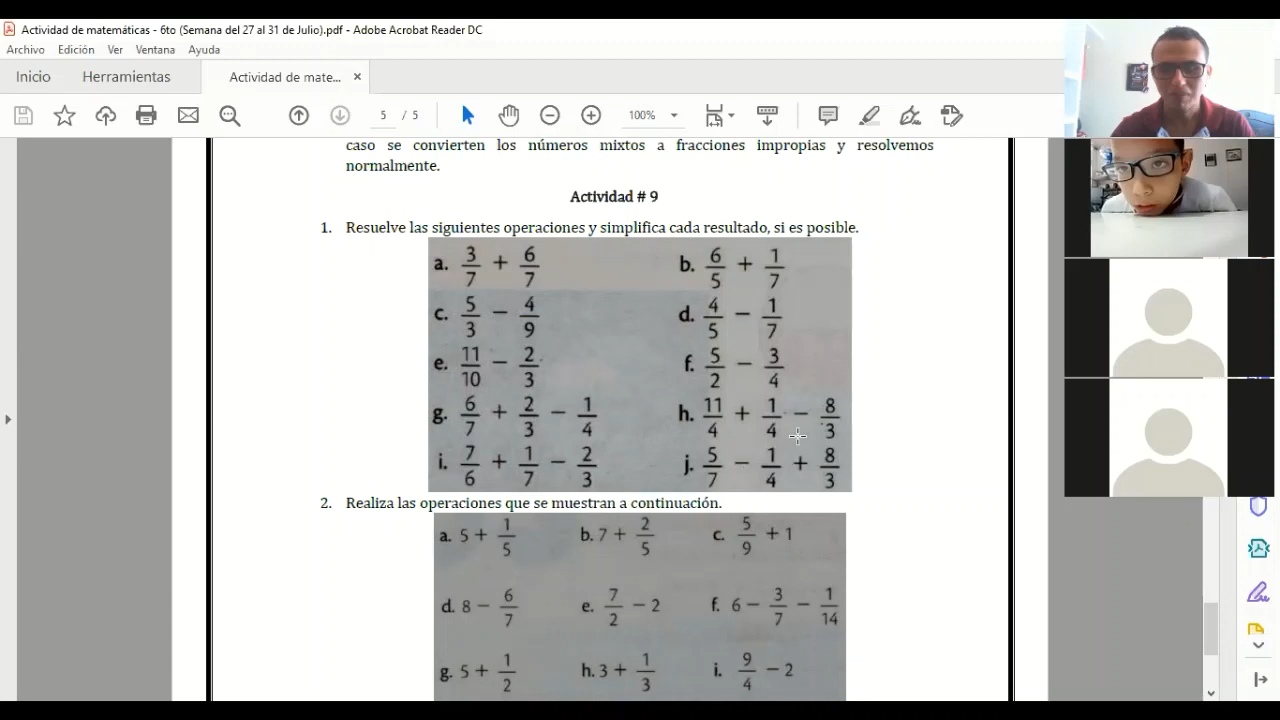 Actividad de matemáticas - 6to (Semana del 27 al 31 de Julio).pdf - Adobe Acrobat Reader DC
Archivo Edición Ver Ventana Ayuda
Inicio Herramientas Actividad de mate... ×
5 / 5 100%
caso se convierten los números mixtos a fracciones impropias y resolvemos
normalmente.
Actividad # 9
1. Resuelve las siguientes operaciones y simplifica cada resultado, si es posible.
a. 3/7 + 6/7 b. 6/5 + 1/7
c. 5/3 − 4/9 d. 4/5 − 1/7
e. 11/10 − 2/3 f. 5/2 − 3/4
g. 6/7 + 2/3 − 1/4 h. 11/4 + 1/4 − 8/3
i. 7/6 + 1/7 − 2/3 j. 5/7 − 1/4 + 8/3
2. Realiza las operaciones que se muestran a continuación.
a. 5 + 1/5 b. 7 + 2/5 c. 5/9 + 1
d. 8 − 6/7 e. 7/2 − 2 f. 6 − 3/7 − 1/14
g. 5 + 1/2 h. 3 + 1/3 i. 9/4 − 2